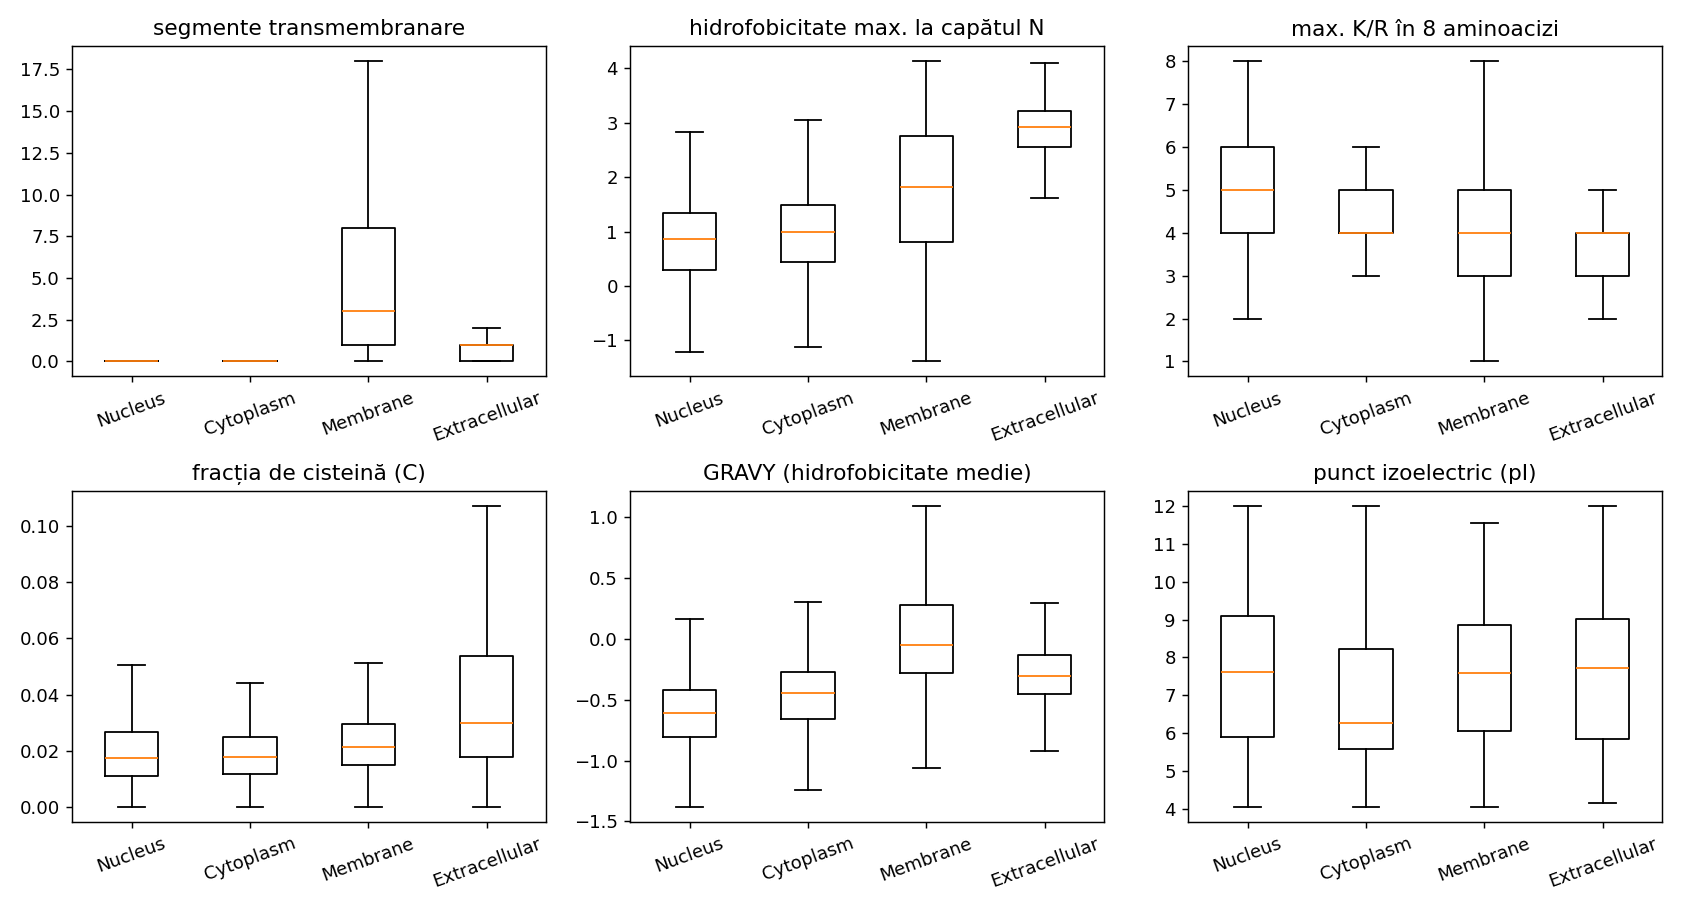 segmente transmembranare
17.5
15.0
12.5
10.0
7.5
5.0
2.5
0.0
Nucleus
Cytoplasm
Membrane
Extracellular
hidrofobicitate max. la capătul N
4
3
2
1
0
−1
Nucleus
Cytoplasm
Membrane
Extracellular
max. K/R în 8 aminoacizi
8
7
6
5
4
3
2
1
Nucleus
Cytoplasm
Membrane
Extracellular
fracția de cisteină (C)
0.10
0.08
0.06
0.04
0.02
0.00
Nucleus
Cytoplasm
Membrane
Extracellular
GRAVY (hidrofobicitate medie)
1.0
0.5
0.0
−0.5
−1.0
−1.5
Nucleus
Cytoplasm
Membrane
Extracellular
punct izoelectric (pI)
12
11
10
9
8
7
6
5
4
Nucleus
Cytoplasm
Membrane
Extracellular